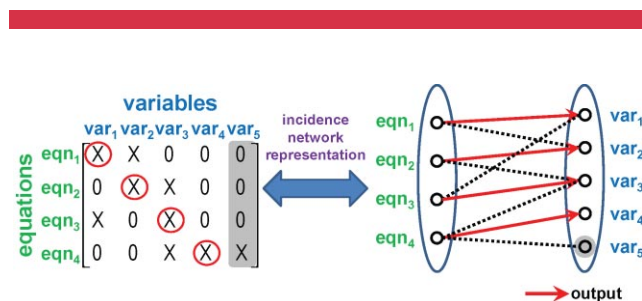 variables
var1 var2 var3 var4 var5
equations
eqn1 X X 0 0 0
eqn2 0 X X 0 0
eqn3 X 0 X 0 0
eqn4 0 0 X X X
incidence
network
representation
eqn1
eqn2
eqn3
eqn4
var1
var2
var3
var4
var5
output